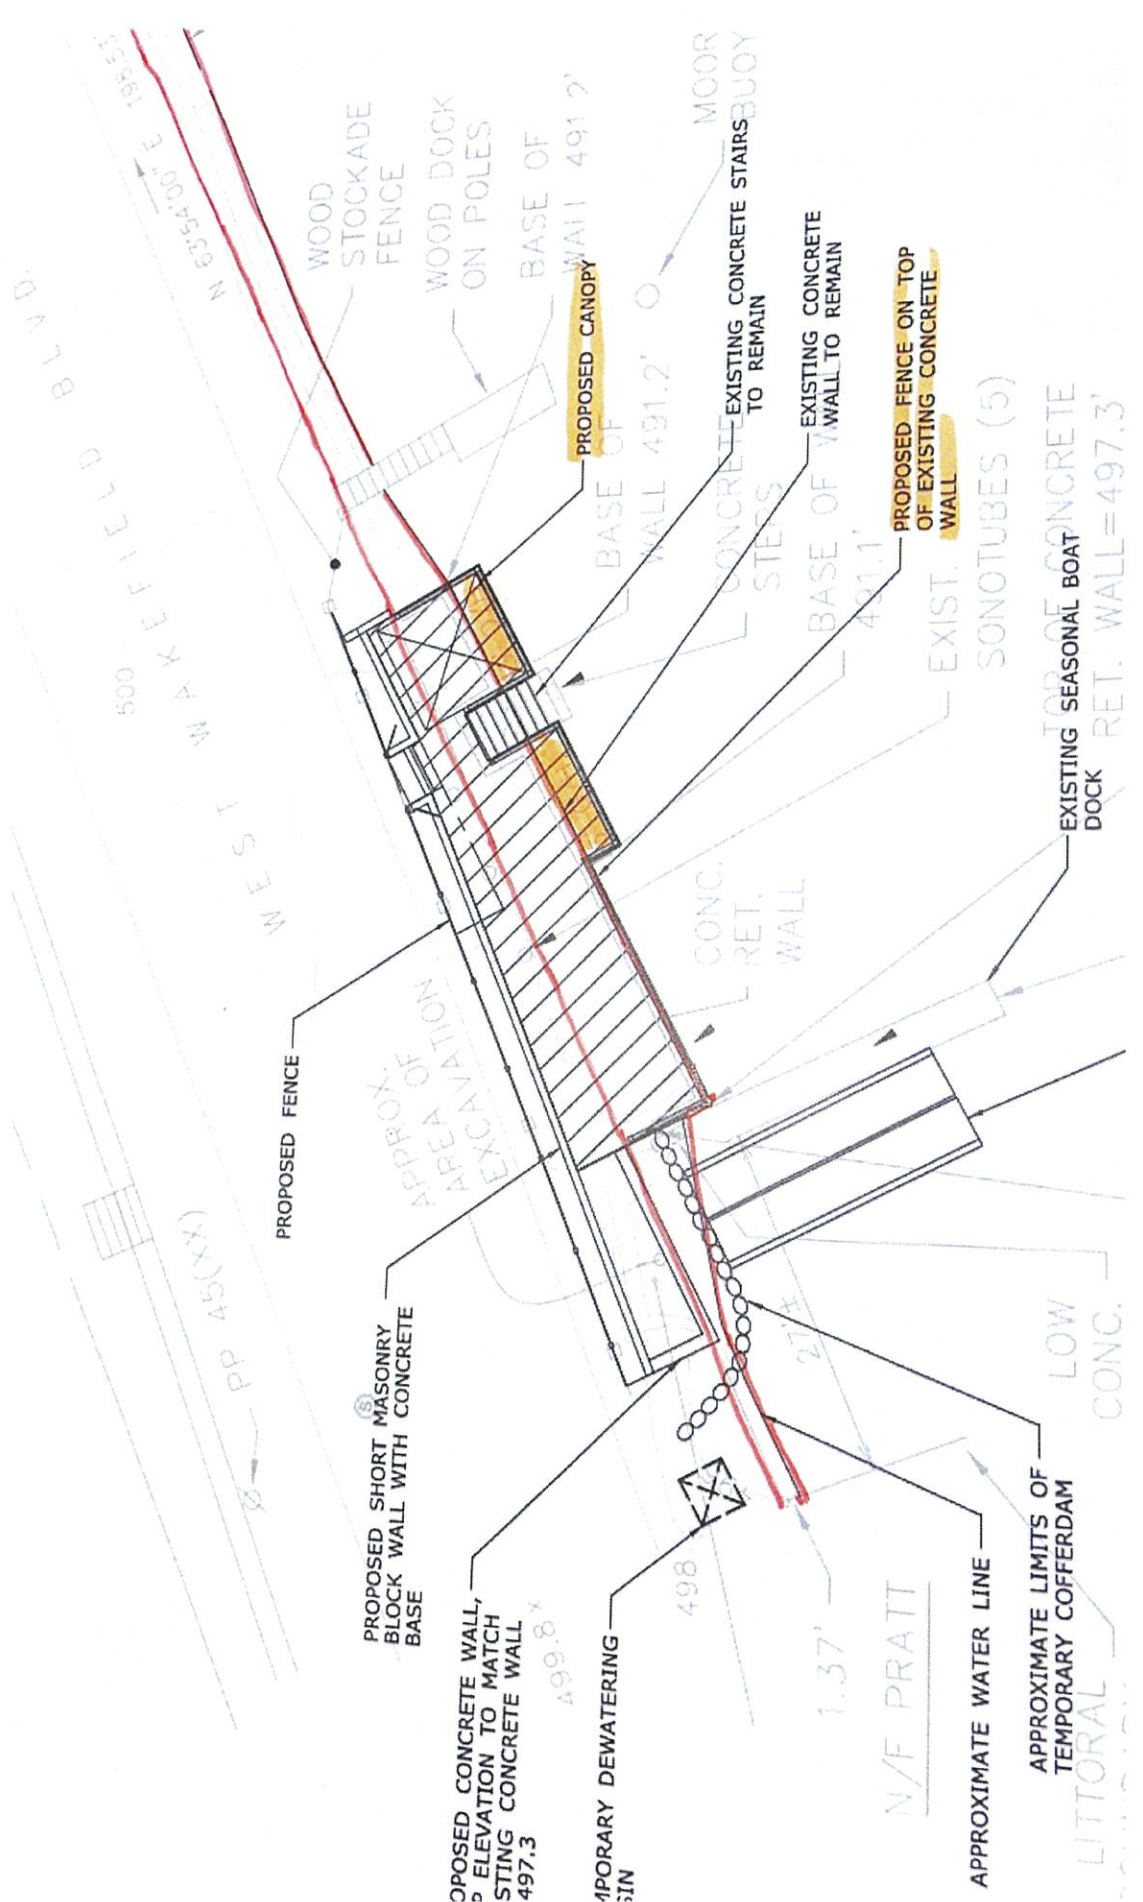 N 63°54'00" E 198.53'
WEST WAKEFIELD BLVD.
500
WOOD
STOCKADE
FENCE
WOOD DOCK
ON POLES
BASE OF
WALL 491.2'
MOOR
BUOY
PROPOSED CANOPY
BASE OF
WALL 491.2'
EXISTING CONCRETE STAIRS
TO REMAIN
CONCRETE
STEPS
EXISTING CONCRETE
WALL TO REMAIN
BASE OF
491.1'
PROPOSED FENCE ON TOP
OF EXISTING CONCRETE
WALL
EXIST.
SONOTUBES (5)
TOP OF CONCRETE
RET. WALL=497.3'
EXISTING SEASONAL BOAT
DOCK
CONC.
RET.
WALL
PROPOSED FENCE
APPROX.
AREA OF
EXCAVATION
PP 45(XX)
PROPOSED SHORT MASONRY
BLOCK WALL WITH CONCRETE
BASE
S
OPOSED CONCRETE WALL,
P ELEVATION TO MATCH
STING CONCRETE WALL
497.3
499.8 x
498
MPORARY DEWATERING
SIN
27'±
1.37'
N/F PRATT
LOW
CONC.
APPROXIMATE WATER LINE
APPROXIMATE LIMITS OF
TEMPORARY COFFERDAM
LITTORAL